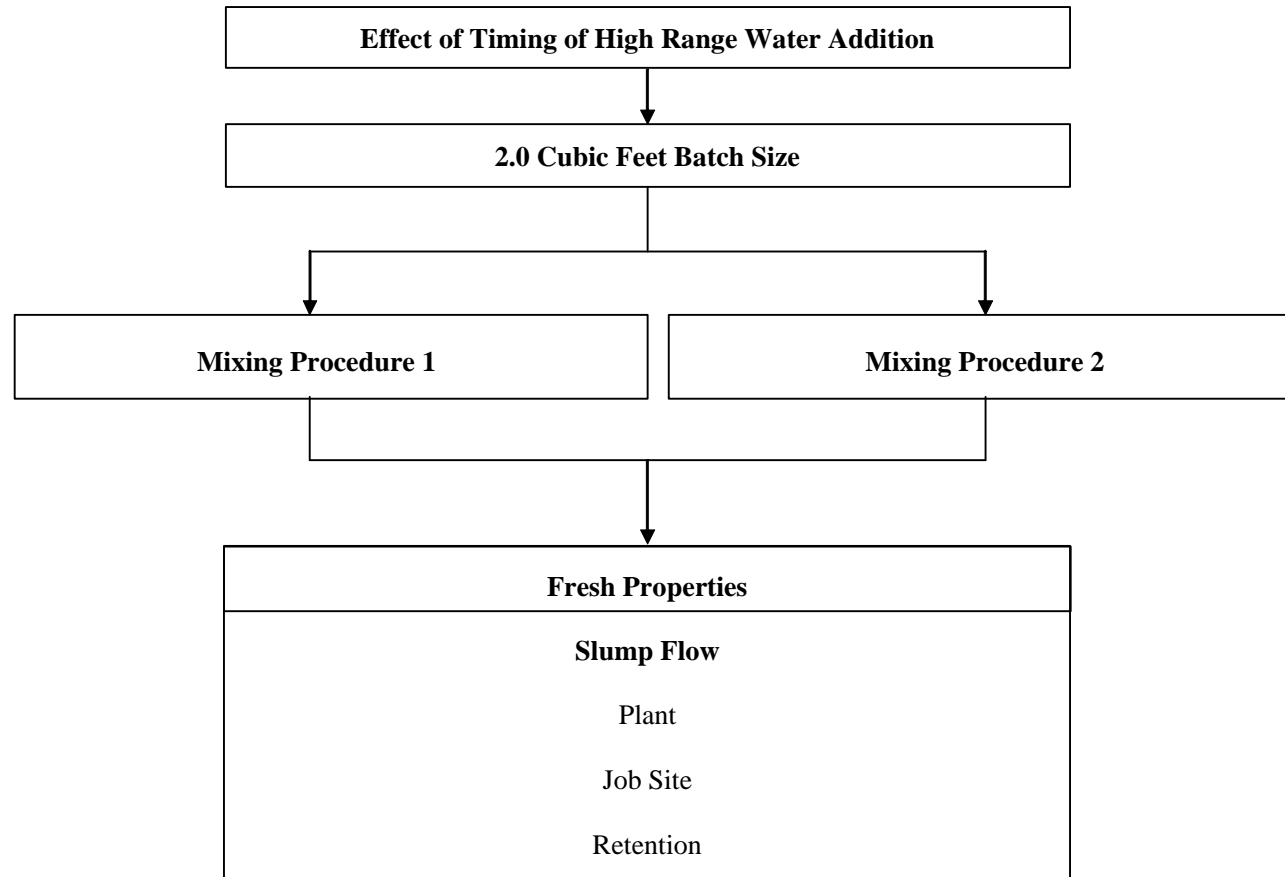 Effect of Timing of High Range Water Addition
2.0 Cubic Feet Batch Size
Mixing Procedure 1
Mixing Procedure 2
Fresh Properties
Slump Flow
Plant
Job Site
Retention